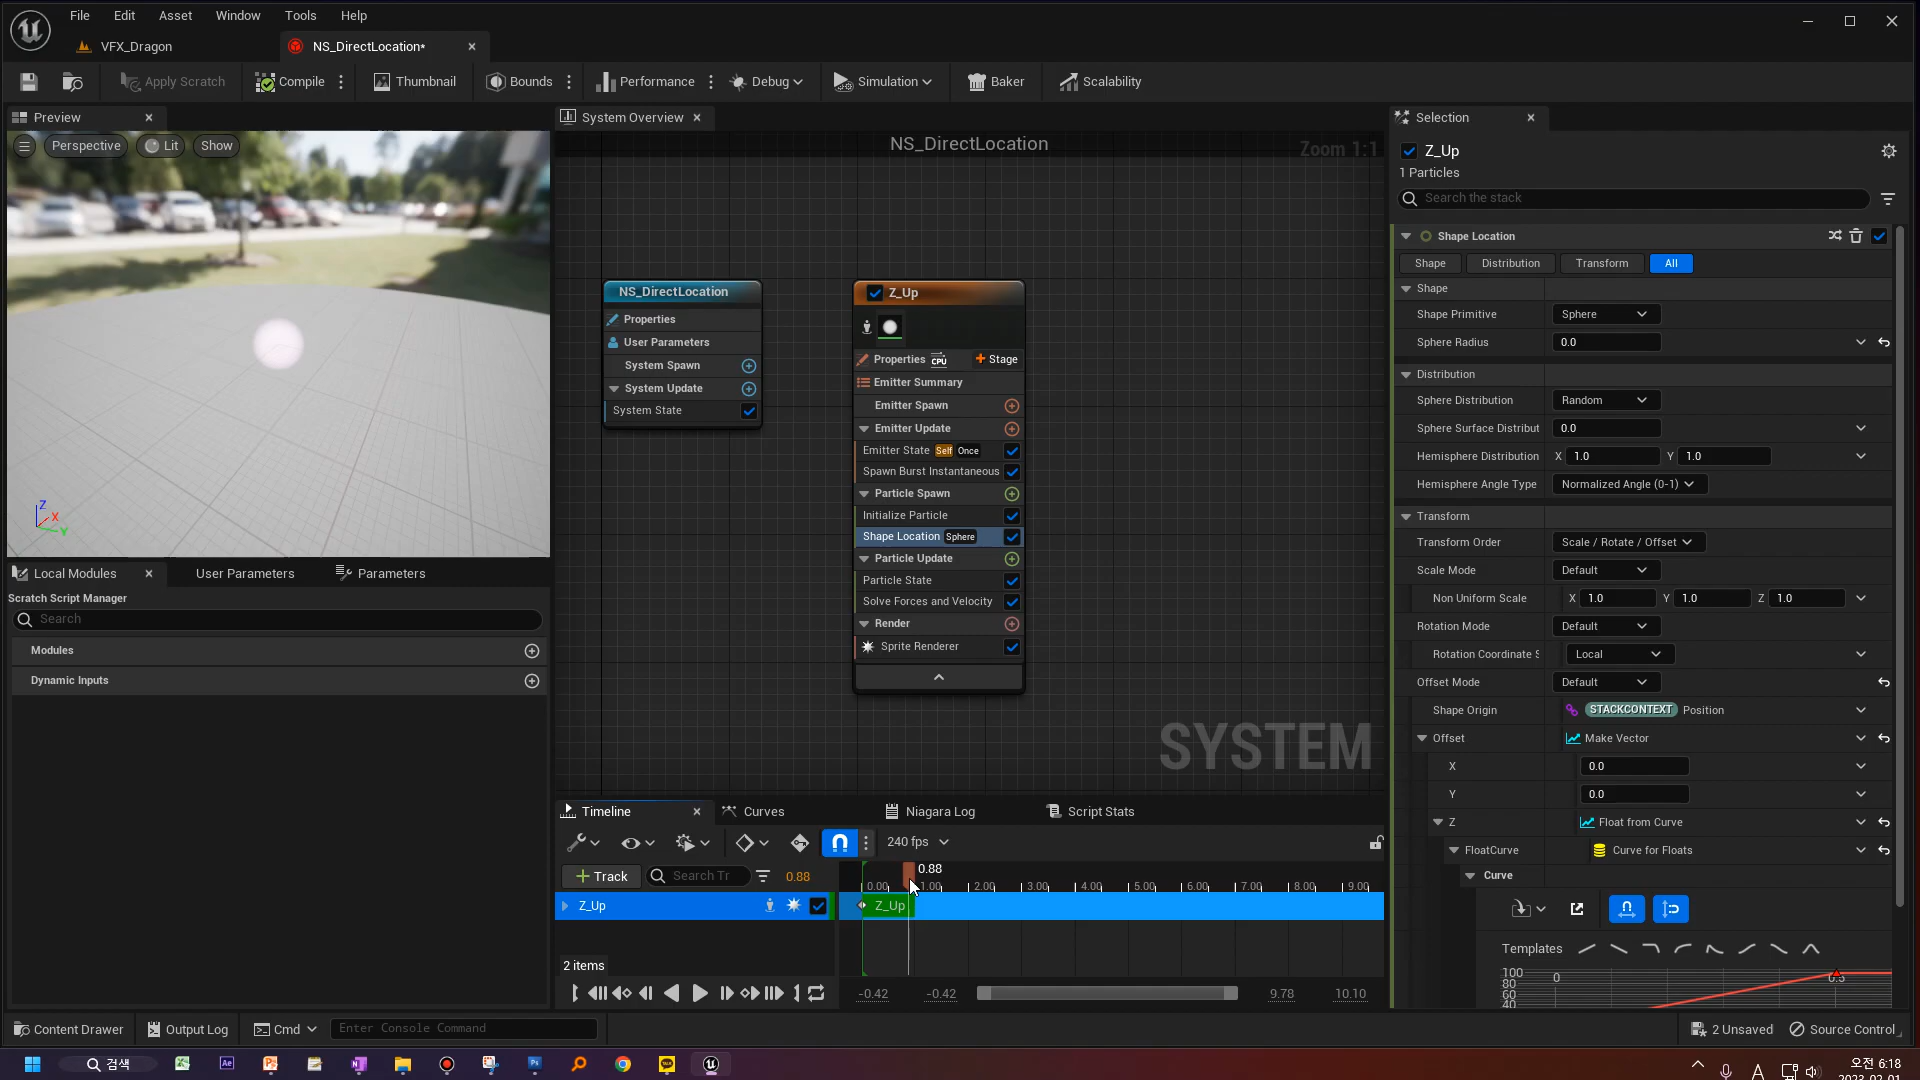 File Edit Asset Window Tools Help
VFX_Dragon
NS_DirectLocation*
Apply Scratch
Compile
Thumbnail
Bounds
Performance
Debug
Simulation
Baker
Scalability
Preview
Perspective
Lit
Show
Z
X
Y
Local Modules
User Parameters
Parameters
Scratch Script Manager
Search
Modules
Dynamic Inputs
System Overview
NS_DirectLocation
Zoom 1:1
NS_DirectLocation
Properties
User Parameters
System Spawn
System Update
System State
Z_Up
Properties CPU + Stage
Emitter Summary
Emitter Spawn
Emitter Update
Emitter State Self Once
Spawn Burst Instantaneous
Particle Spawn
Initialize Particle
Shape Location Sphere
Particle Update
Particle State
Solve Forces and Velocity
Render
Sprite Renderer
SYSTEM
Timeline
Curves
Niagara Log
Script Stats
240 fps
+ Track
Search Tr
0.88
0.88
0.00 1.00 2.00 3.00 4.00 5.00 6.00 7.00 8.00 9.00
Z_Up
Z_Up
2 items
-0.42 -0.42 9.78 10.10
Selection
Z_Up
1 Particles
Search the stack
Shape Location
Shape Distribution Transform All
Shape
Shape Primitive Sphere
Sphere Radius 0.0
Distribution
Sphere Distribution Random
Sphere Surface Distribut 0.0
Hemisphere Distribution X 1.0 Y 1.0
Hemisphere Angle Type Normalized Angle (0-1)
Transform
Transform Order Scale / Rotate / Offset
Scale Mode Default
Non Uniform Scale X 1.0 Y 1.0 Z 1.0
Rotation Mode Default
Rotation Coordinate S Local
Offset Mode Default
Shape Origin STACKCONTEXT Position
Offset Make Vector
X 0.0
Y 0.0
Z Float from Curve
FloatCurve Curve for Floats
Curve
Templates
100 0 0.5
80
60
40
Content Drawer
Output Log
Cmd
Enter Console Command
2 Unsaved
Source Control
검색
A
오전 6:18
2023-02-01